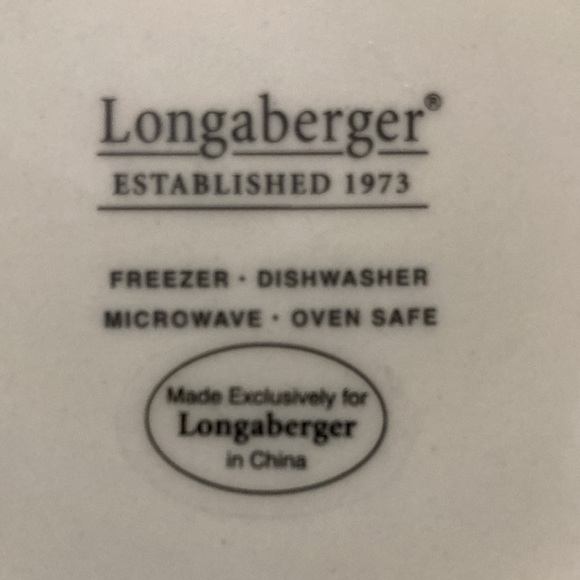 Longaberger®
ESTABLISHED 1973
FREEZER · DISHWASHER
MICROWAVE · OVEN SAFE
Made Exclusively for
Longaberger
in China